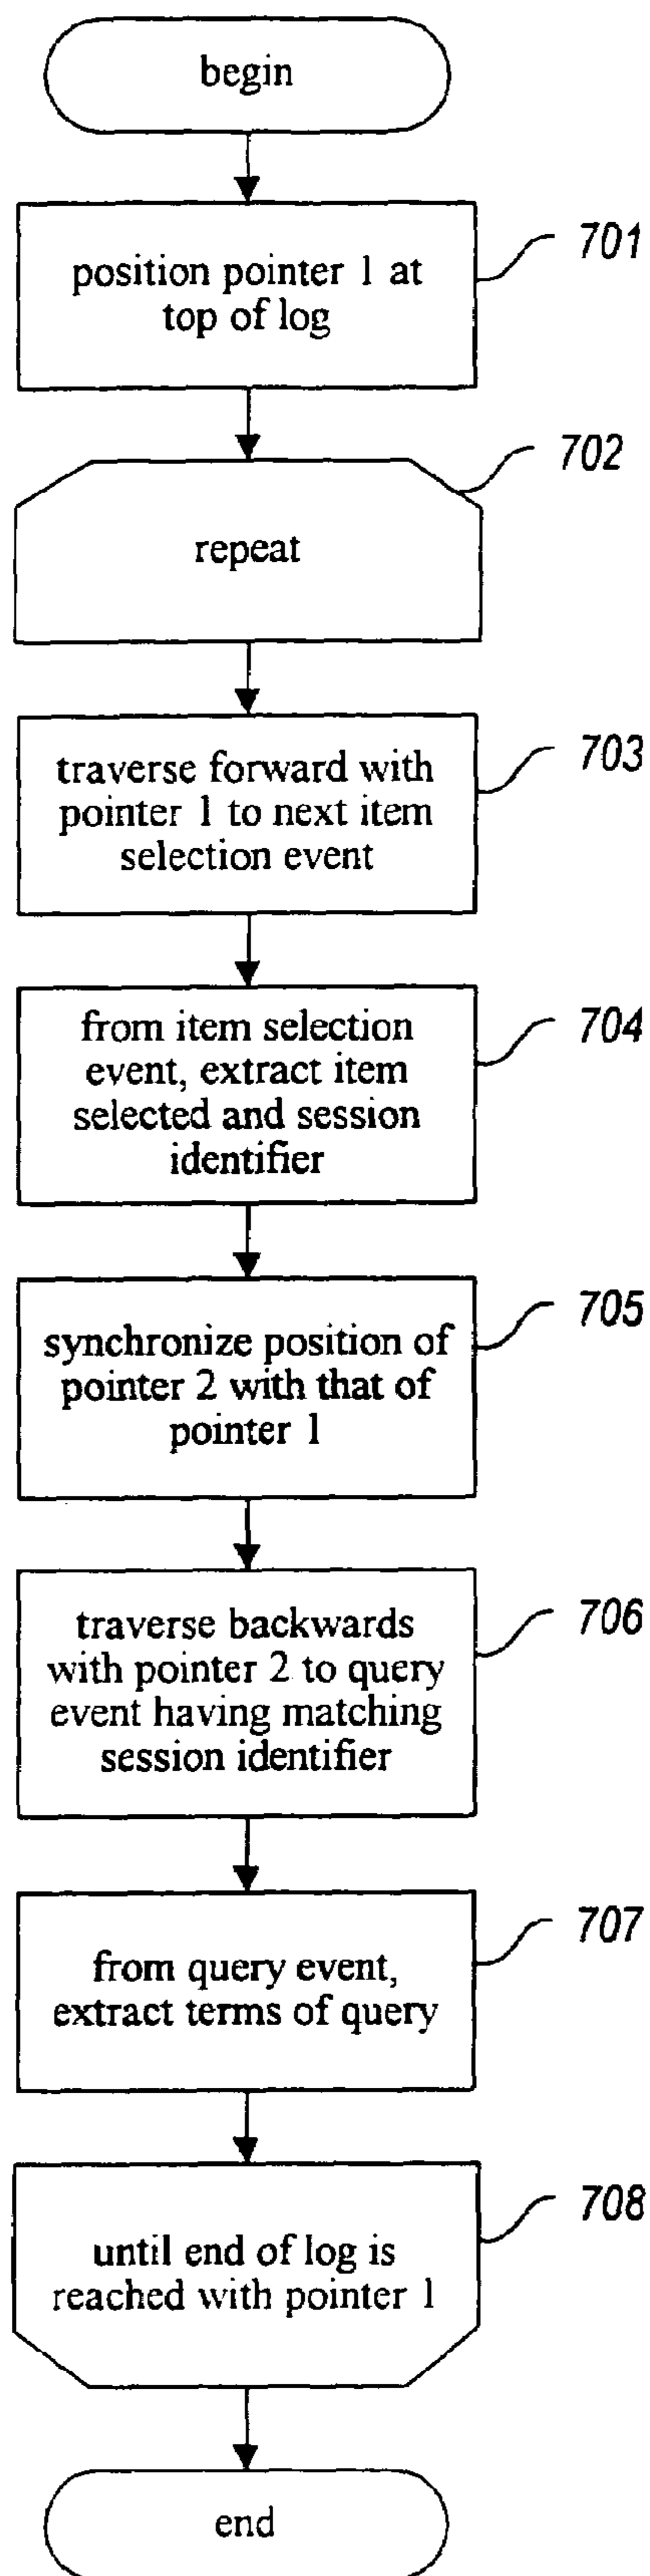 begin
position pointer 1 at
top of log
701
repeat
702
traverse forward with
pointer 1 to next item
selection event
703
from item selection
event, extract item
selected and session
identifier
704
synchronize position of
pointer 2 with that of
pointer 1
705
traverse backwards
with pointer 2 to query
event having matching
session identifier
706
from query event,
extract terms of query
707
until end of log is
reached with pointer 1
708
end